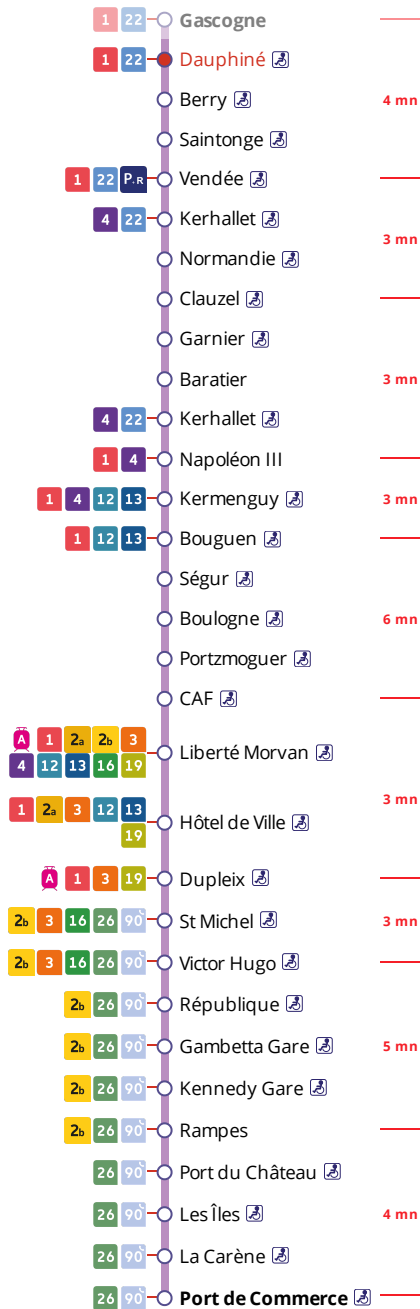 1 22 Gascogne
1 22 Dauphiné
Berry 4 mn
Saintonge
1 22 P+R Vendée
4 22 Kerhallet
3 mn
Normandie
Clauzel
Garnier
Baratier 3 mn
4 22 Kerhallet
1 4 Napoléon III
1 4 12 13 Kermenguy 3 mn
1 12 13 Bouguen
Ségur
Boulogne 6 mn
Portzmoguer
CAF
A 1 2a 2b 3
4 12 13 16 19 Liberté Morvan
3 mn
1 2a 3 12 13
19 Hôtel de Ville
A 1 3 19 Dupleix
2b 3 16 26 90 St Michel 3 mn
2b 3 16 26 90 Victor Hugo
2b 26 90 République
2b 26 90 Gambetta Gare 5 mn
2b 26 90 Kennedy Gare
2b 26 90 Rampes
26 90 Port du Château
26 90 Les Îles 4 mn
26 90 La Carène
26 90 Port de Commerce